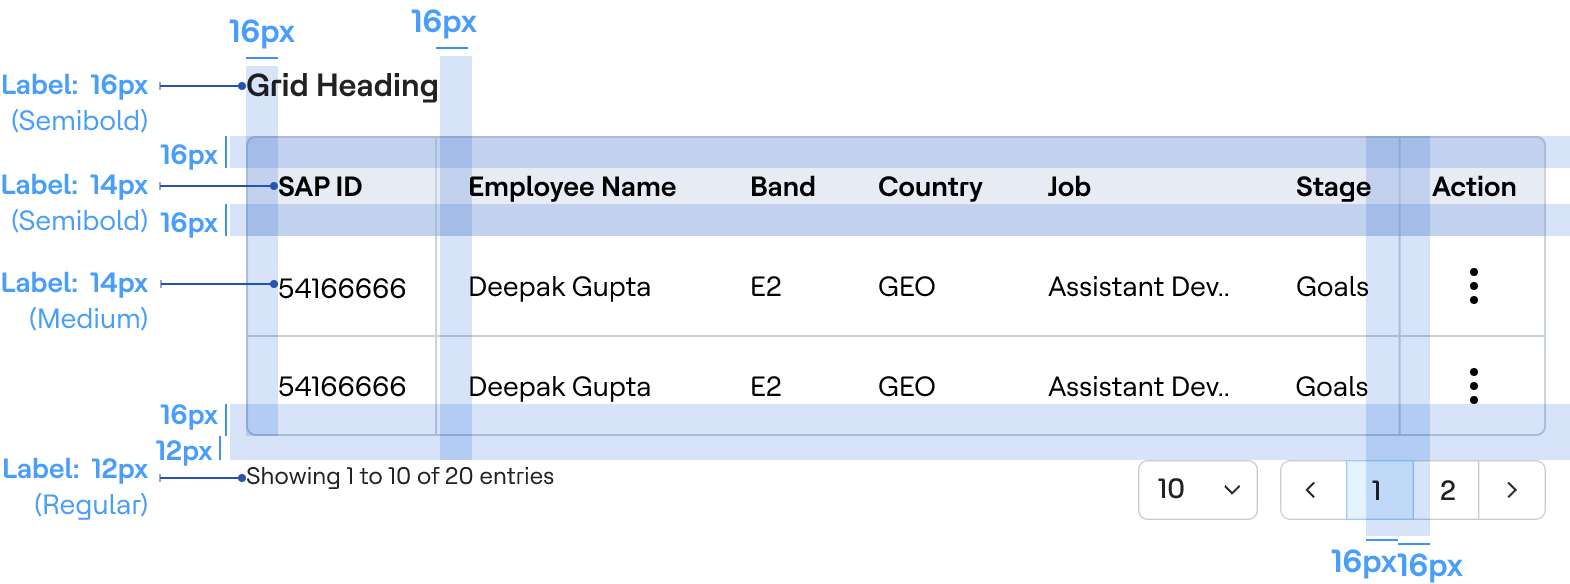 16px 16px
Label: 16px Grid Heading
(Semibold)
16px
Label: 14px SAP ID Employee Name Band Country Job Stage Action
(Semibold) 16px
Label: 14px 54166666 Deepak Gupta E2 GEO Assistant Dev.. Goals
(Medium)
54166666 Deepak Gupta E2 GEO Assistant Dev.. Goals
16px
12px
Label: 12px Showing 1 to 10 of 20 entries
(Regular) 10 1 2
16px 16px